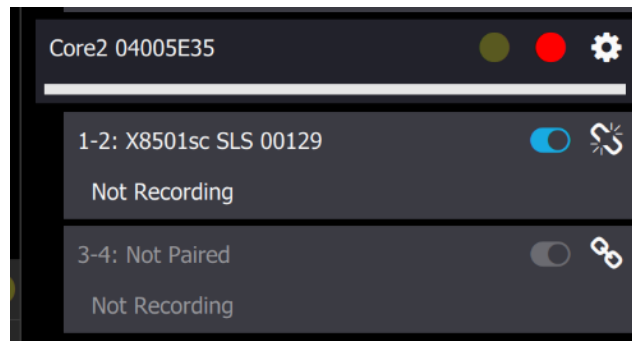 Core2 04005E35
1-2: X8501sc SLS 00129
Not Recording
3-4: Not Paired
Not Recording